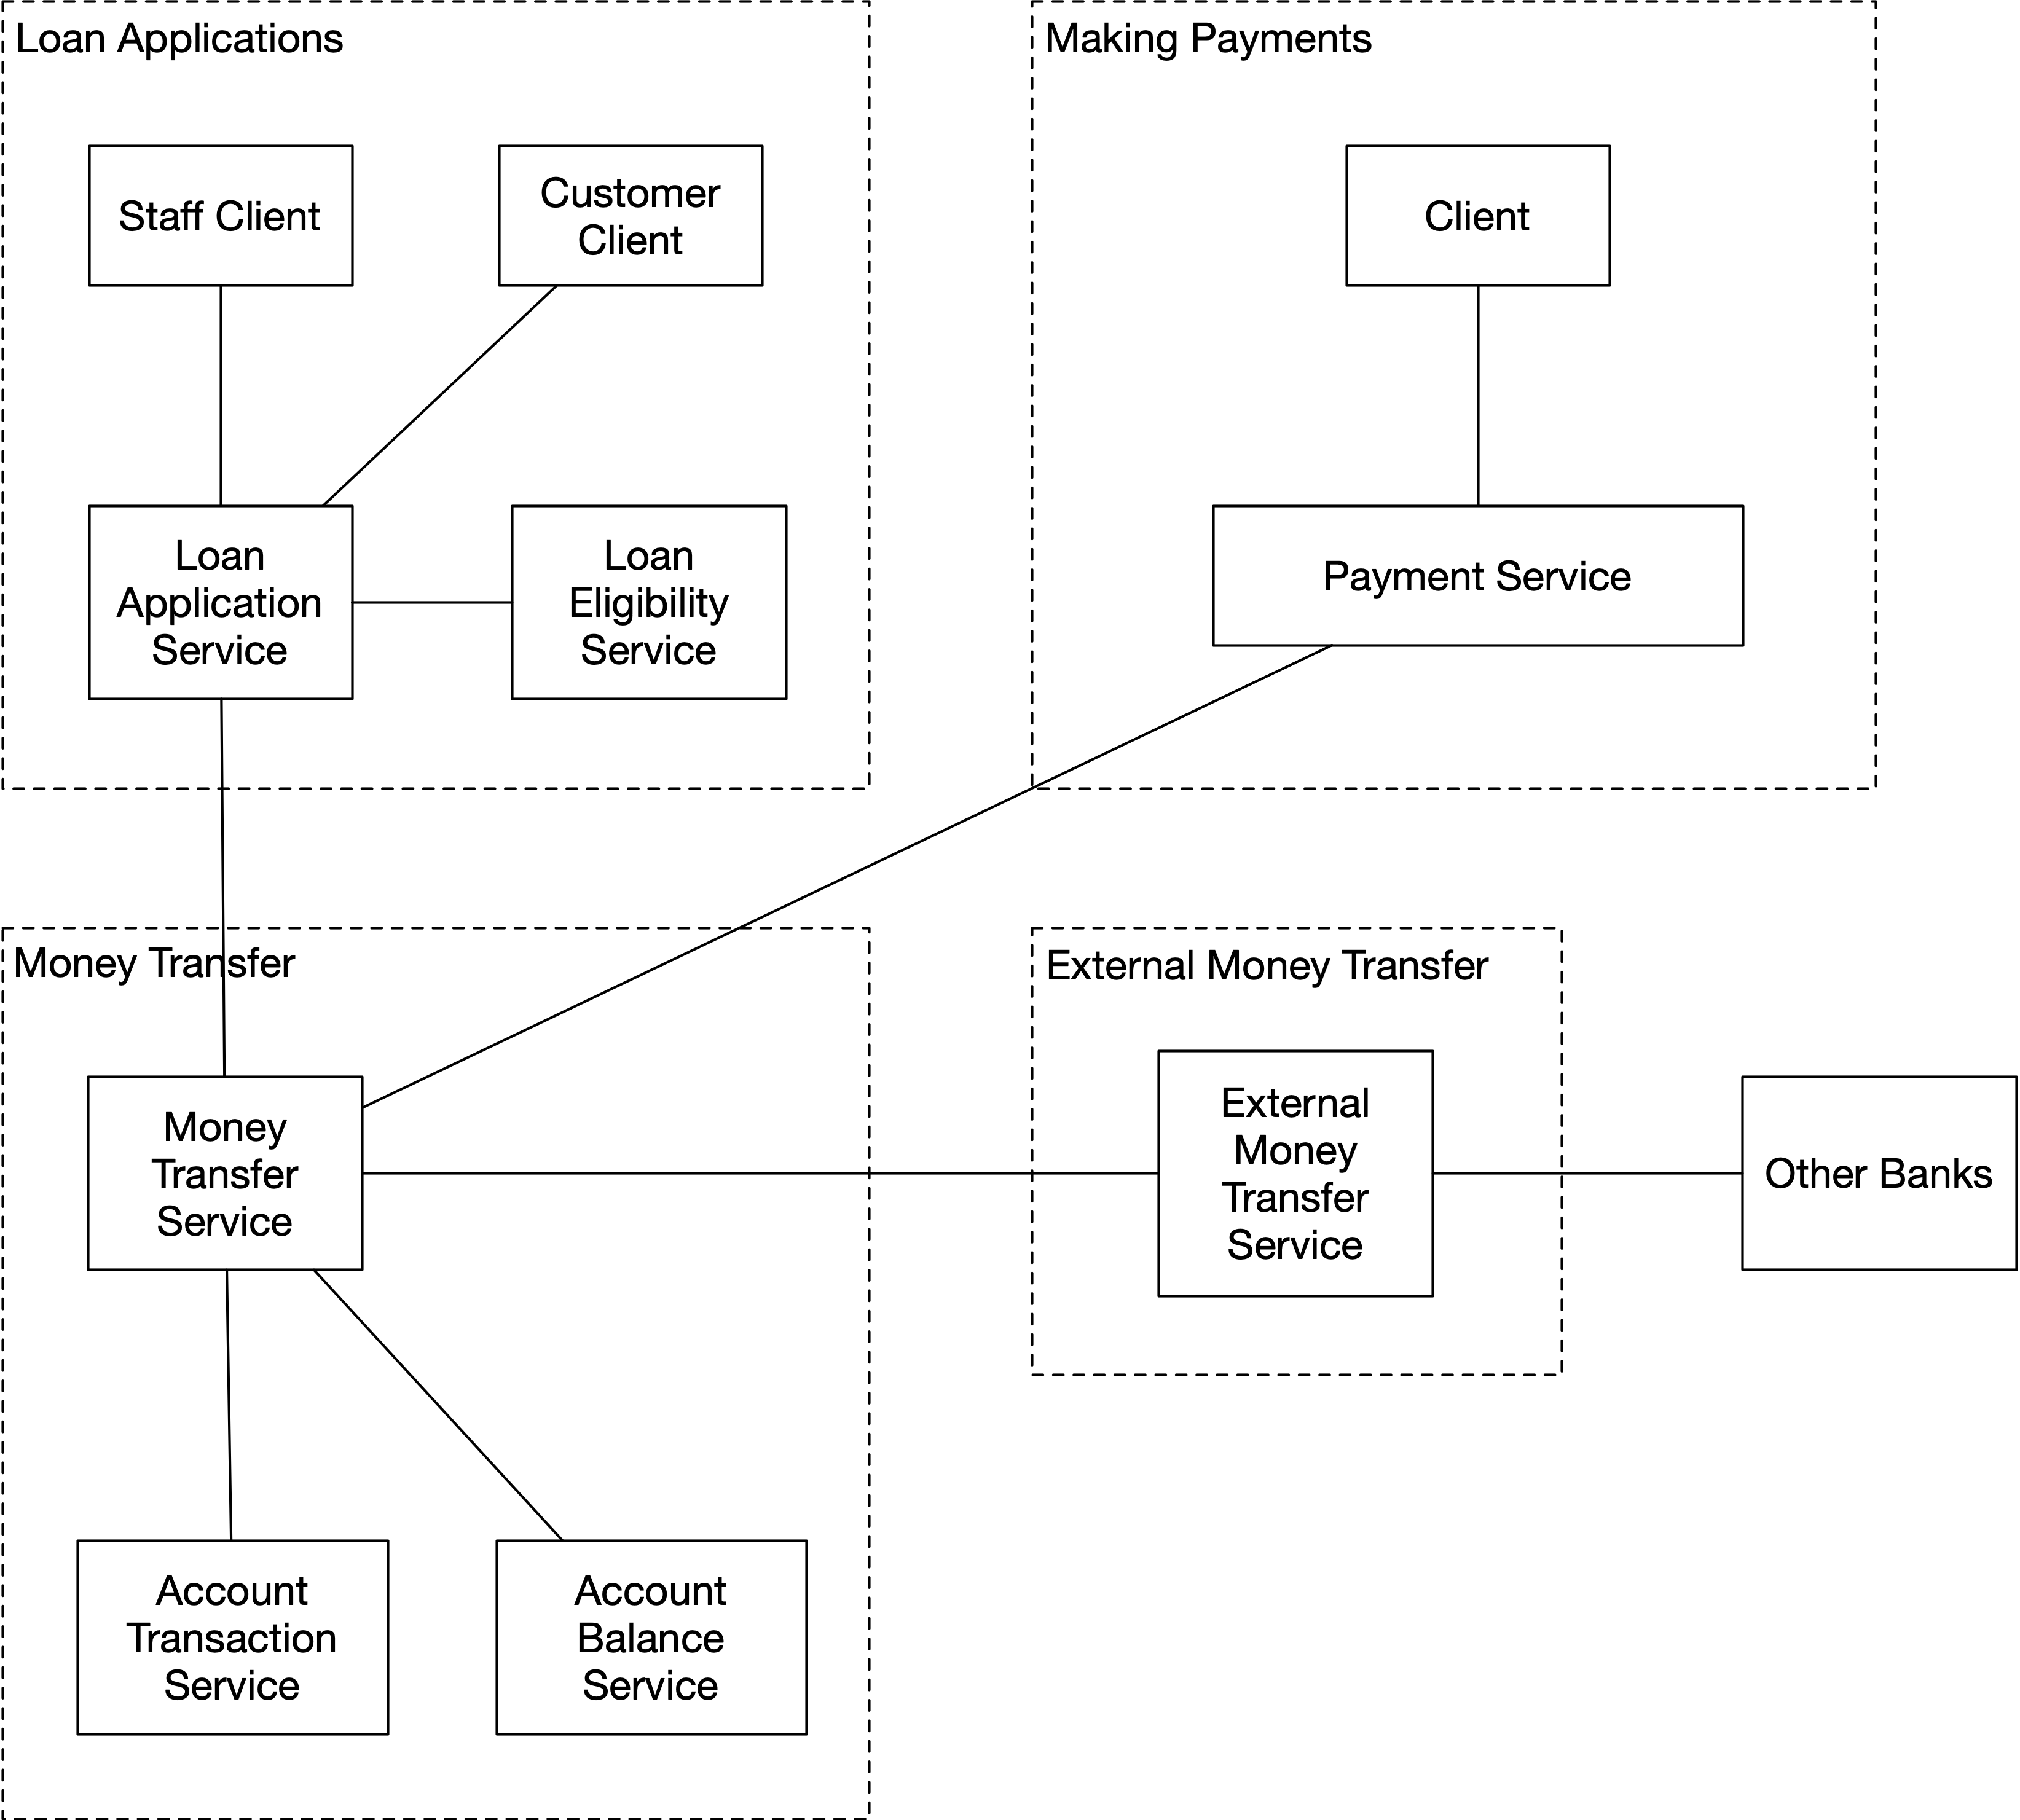 Loan Applications
Making Payments
Staff Client
Customer
Client
Client
Loan
Application
Service
Loan
Eligibility
Service
Payment Service
Money Transfer
External Money Transfer
Money
Transfer
Service
External
Money
Transfer
Service
Other Banks
Account
Transaction
Service
Account
Balance
Service